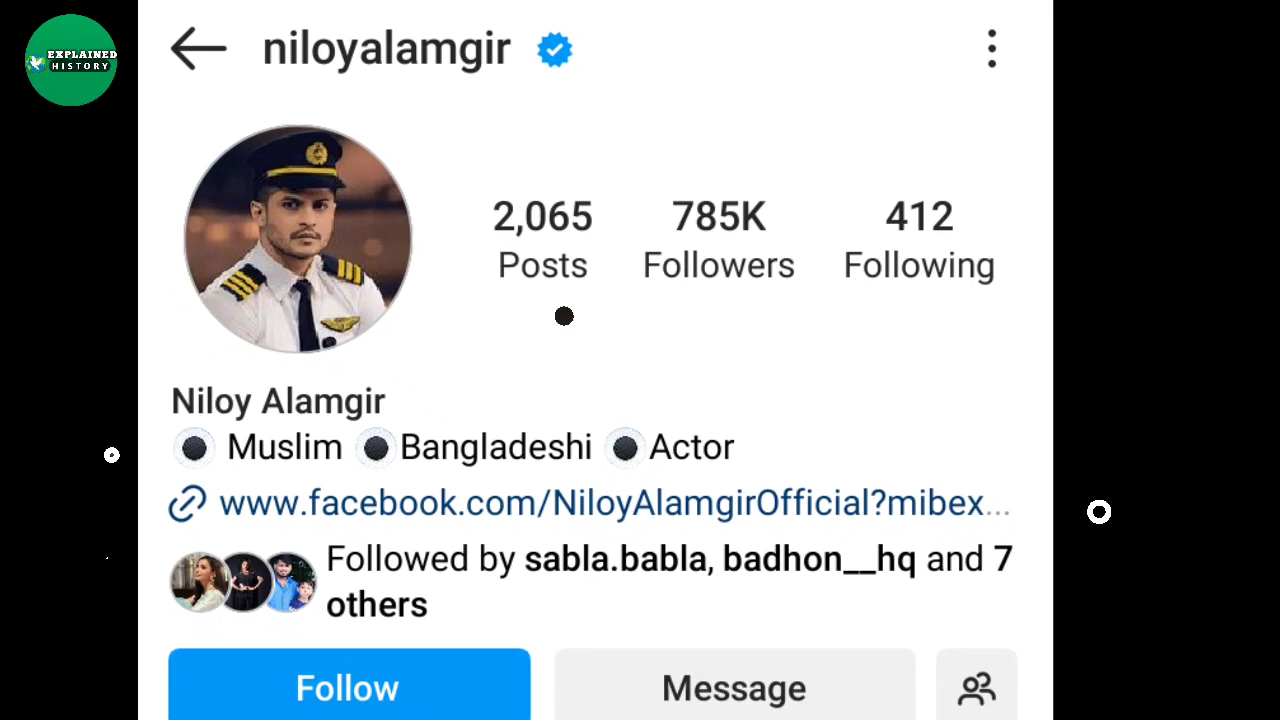 EXPLAINED
HISTORY
niloyalamgir
2,065 785K 412
Posts Followers Following
Niloy Alamgir
Muslim Bangladeshi Actor
www.facebook.com/NiloyAlamgirOfficial?mibex...
Followed by sabla.babla, badhon__hq and 7
others
Follow Message